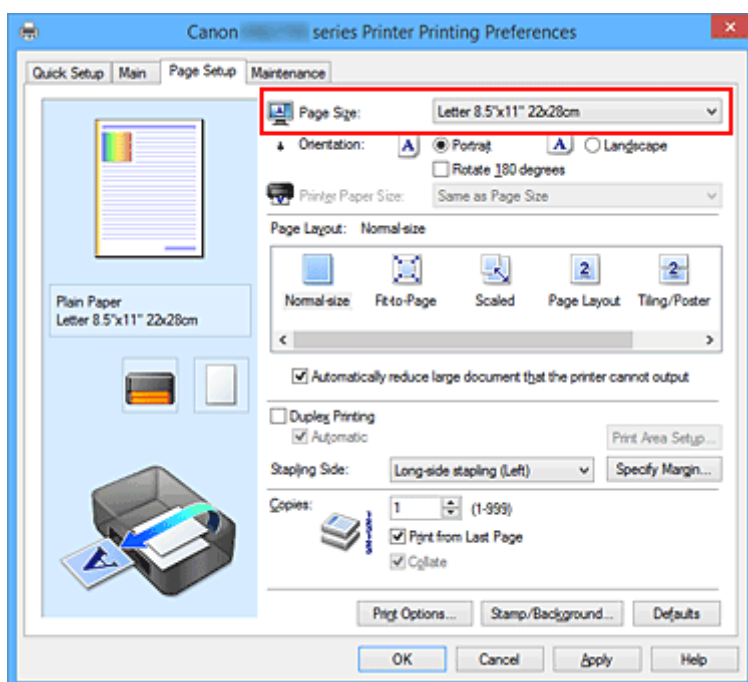 Canon series Printer Printing Preferences
Quick Setup Main Page Setup Maintenance
Page Size: Letter 8.5"x11" 22x28cm
Orientation: A Portrait A Landscape
Rotate 180 degrees
Printer Paper Size: Same as Page Size
Page Layout: Normal-size
Normal-size Fit-to-Page Scaled Page Layout Tiling/Poster
Plain Paper
Letter 8.5"x11" 22x28cm
Automatically reduce large document that the printer cannot output
Duplex Printing
Automatic
Print Area Setup...
Stapling Side: Long-side stapling (Left) Specify Margin...
Copies: 1 (1-999)
Print from Last Page
Collate
Print Options... Stamp/Background... Defaults
OK Cancel Apply Help